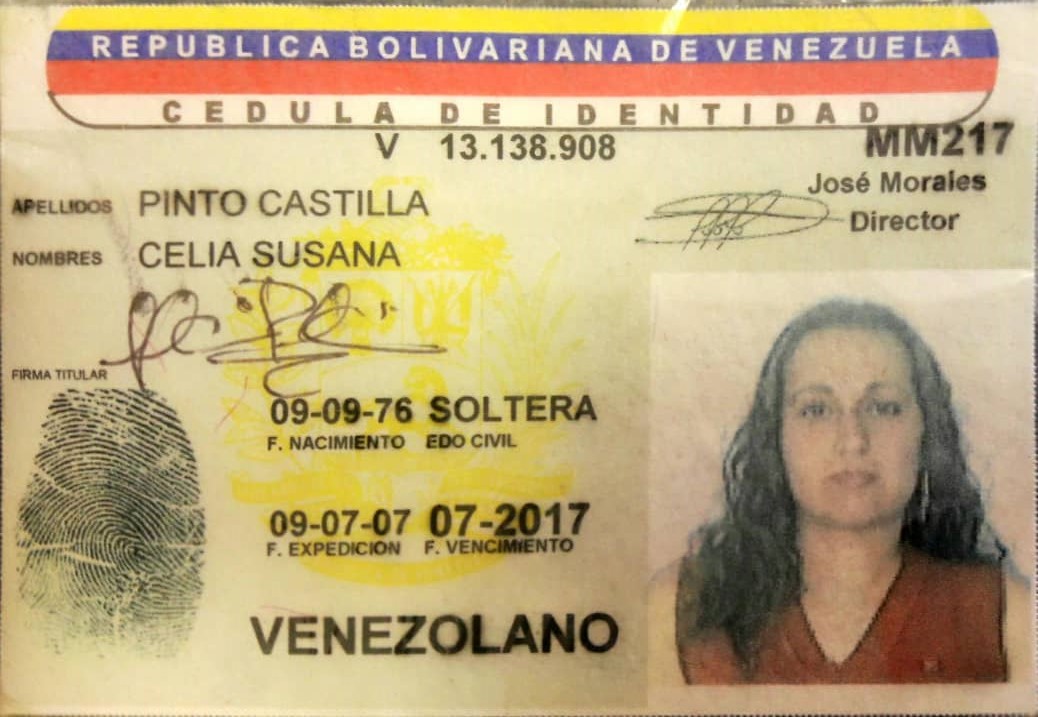 REPUBLICA BOLIVARIANA DE VENEZUELA
CEDULA DE IDENTIDAD
V 13.138.908
MM217
José Morales
Director
APELLIDOS PINTO CASTILLA
NOMBRES CELIA SUSANA
FIRMA TITULAR
09-09-76 SOLTERA
F. NACIMIENTO EDO CIVIL
09-07-07 07-2017
F. EXPEDICION F. VENCIMIENTO
VENEZOLANO